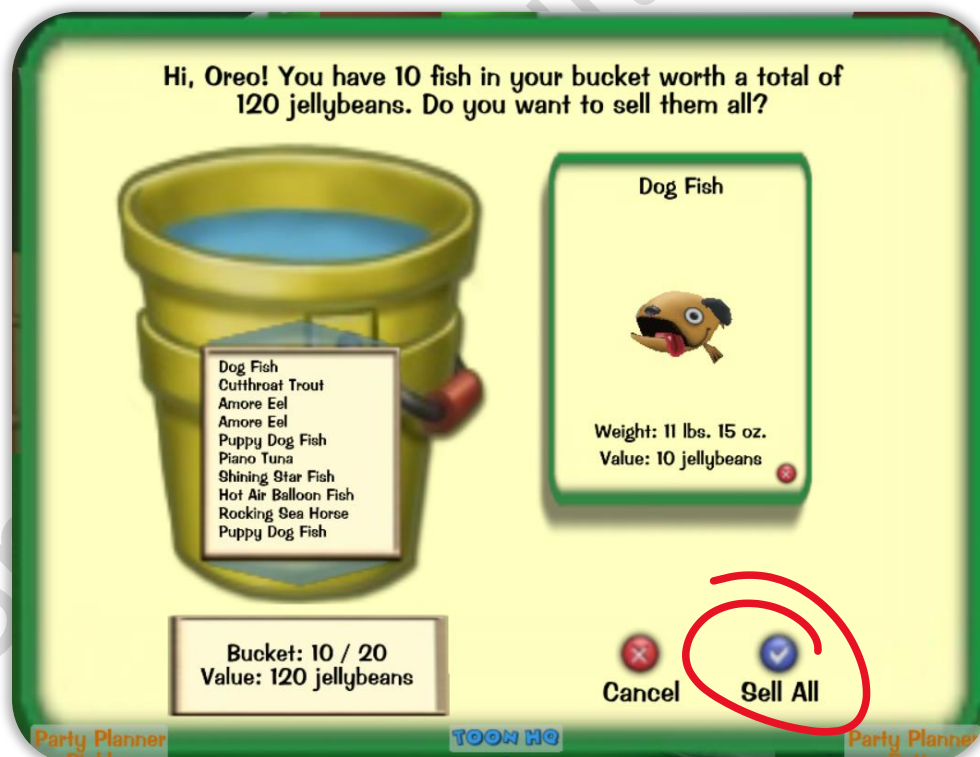 Hi, Oreo! You have 10 fish in your bucket worth a total of
120 jellybeans. Do you want to sell them all?
Dog Fish
Cutthroat Trout
Amore Eel
Amore Eel
Puppy Dog Fish
Piano Tuna
Shining Star Fish
Hot Air Balloon Fish
Rocking Sea Horse
Puppy Dog Fish
Bucket: 10 / 20
Value: 120 jellybeans
Dog Fish
Weight: 11 lbs. 15 oz.
Value: 10 jellybeans
Cancel
Sell All
Party Planner
TOON HQ
Party Planner